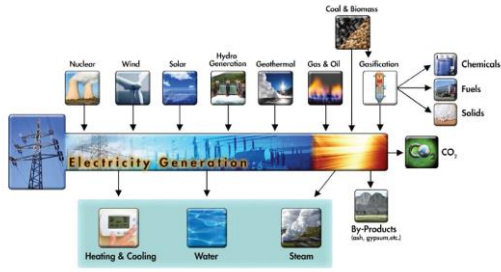 Coal & Biomass
Nuclear
Wind
Solar
Hydro
Generation
Geothermal
Gas & Oil
Gasification
Chemicals
Fuels
Solids
Electricity Generation
CO₂
CO₂
Heating & Cooling
Water
Steam
By-Products
(ash, gypsum,etc.)